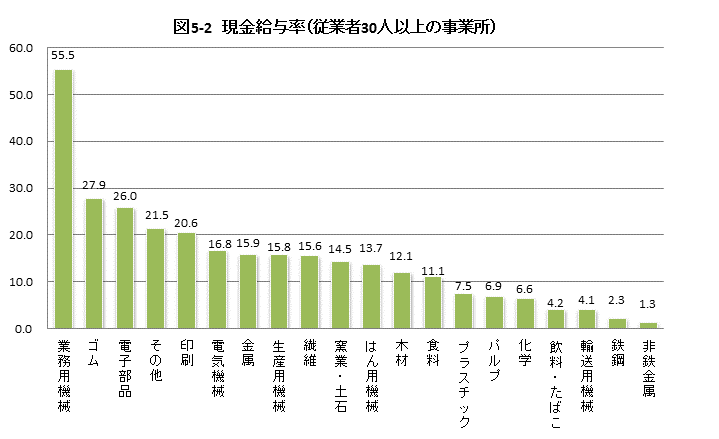 図5-2 現金給与率(従業者30人以上の事業所)
60.0
50.0
40.0
30.0
20.0
10.0
0.0
55.5
27.9
26.0
21.5
20.6
16.8
15.9
15.8
15.6
14.5
13.7
12.1
11.1
7.5
6.9
6.6
4.2
4.1
2.3
1.3
業務用機械
ゴム
電子部品
その他
印刷
電気機械
金属
生産用機械
繊維
窯業・土石
はん用機械
木材
食料
プラスチック
パルプ
化学
飲料・たばこ
輸送用機械
鉄鋼
非鉄金属